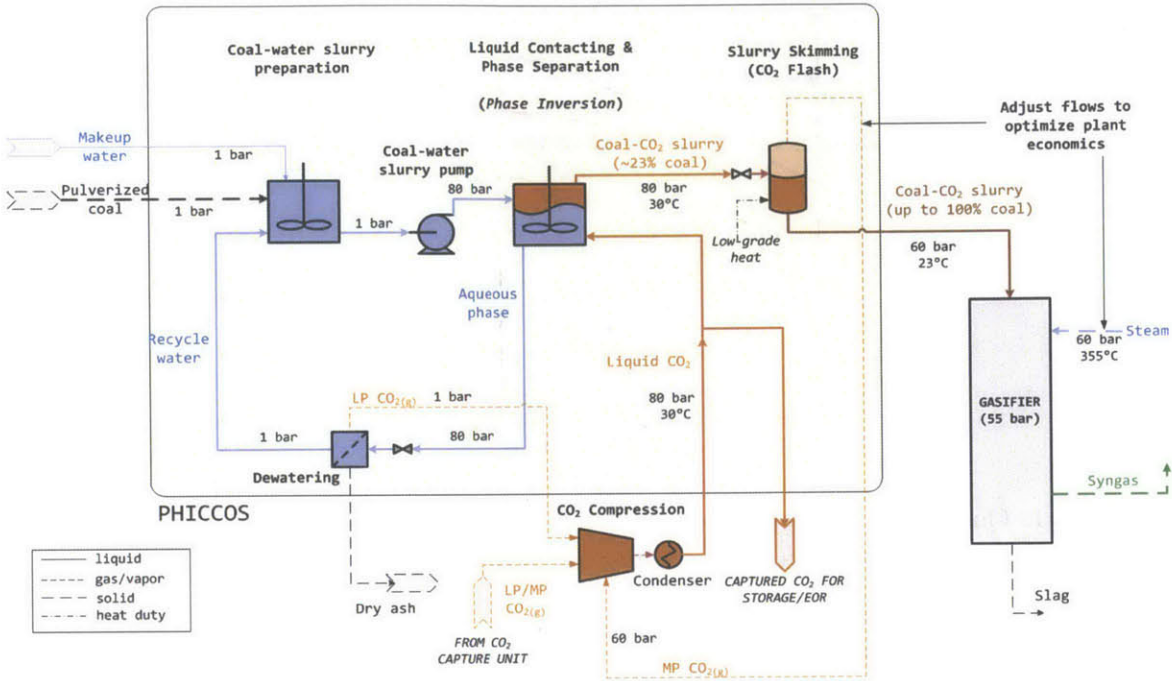 Coal-water slurry
preparation
Liquid Contacting &
Phase Separation
(Phase Inversion)
Slurry Skimming
(CO₂ Flash)
Adjust flows to
optimize plant
economics
Makeup
water
1 bar
Pulverized
coal
1 bar
Coal-water
slurry pump
80 bar
1 bar
Coal-CO₂ slurry
(~23% coal)
80 bar
30°C
Low-grade
heat
Coal-CO₂ slurry
(up to 100% coal)
60 bar
23°C
Aqueous
phase
Recycle
water
Liquid CO₂
80 bar
30°C
Steam
60 bar
355°C
GASIFIER
(55 bar)
LP CO₂(g)
1 bar
1 bar
80 bar
Dewatering
Syngas
PHICCOS
CO₂ Compression
Condenser
CAPTURED CO₂ FOR
STORAGE/EOR
Slag
liquid
gas/vapor
solid
heat duty
Dry ash
LP/MP
CO₂(g)
FROM CO₂
CAPTURE UNIT
60 bar
MP CO₂(g)